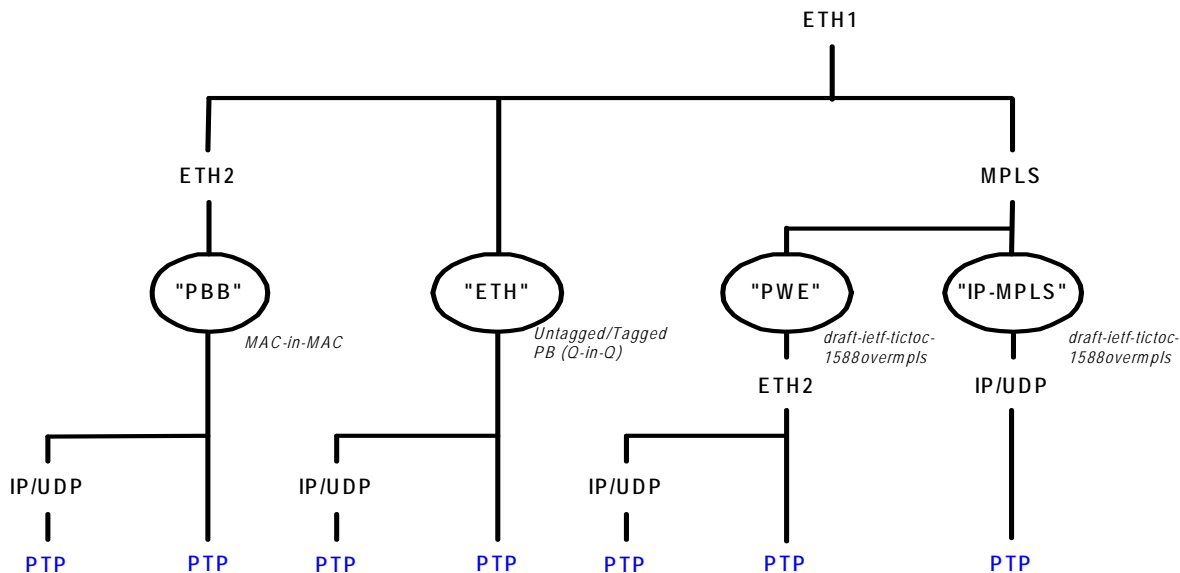 ETH1
ETH2
MPLS
"PBB"
"ETH"
"PWE"
"IP-MPLS"
MAC-in-MAC
Untagged/Tagged
PB (Q-in-Q)
draft-ietf-tictoc-
1588overmpls
draft-ietf-tictoc-
1588overmpls
ETH2
IP/UDP
IP/UDP
IP/UDP
IP/UDP
PTP
PTP
PTP
PTP
PTP
PTP
PTP